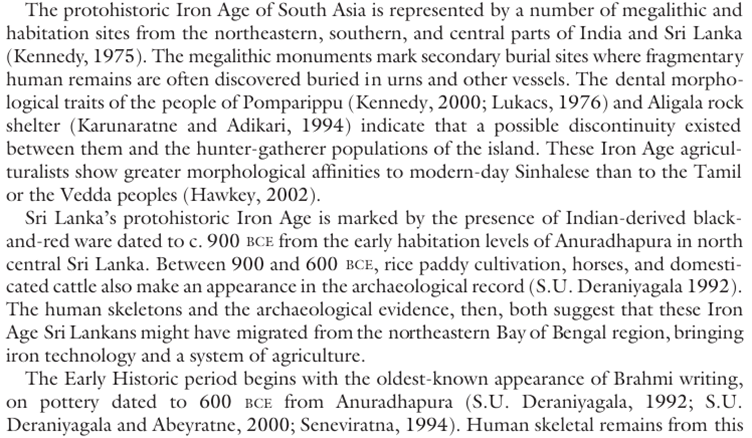 The protohistoric Iron Age of South Asia is represented by a number of megalithic and
habitation sites from the northeastern, southern, and central parts of India and Sri Lanka
(Kennedy, 1975). The megalithic monuments mark secondary burial sites where fragmentary
human remains are often discovered buried in urns and other vessels. The dental morpho-
logical traits of the people of Pomparippu (Kennedy, 2000; Lukacs, 1976) and Aligala rock
shelter (Karunaratne and Adikari, 1994) indicate that a possible discontinuity existed
between them and the hunter-gatherer populations of the island. These Iron Age agricul-
turalists show greater morphological affinities to modern-day Sinhalese than to the Tamil
or the Vedda peoples (Hawkey, 2002).
Sri Lanka's protohistoric Iron Age is marked by the presence of Indian-derived black-
and-red ware dated to c. 900 BCE from the early habitation levels of Anuradhapura in north
central Sri Lanka. Between 900 and 600 BCE, rice paddy cultivation, horses, and domesti-
cated cattle also make an appearance in the archaeological record (S.U. Deraniyagala 1992).
The human skeletons and the archaeological evidence, then, both suggest that these Iron
Age Sri Lankans might have migrated from the northeastern Bay of Bengal region, bringing
iron technology and a system of agriculture.
The Early Historic period begins with the oldest-known appearance of Brahmi writing,
on pottery dated to 600 BCE from Anuradhapura (S.U. Deraniyagala, 1992; S.U.
Deraniyagala and Abeyratne, 2000; Seneviratna, 1994). Human skeletal remains from this